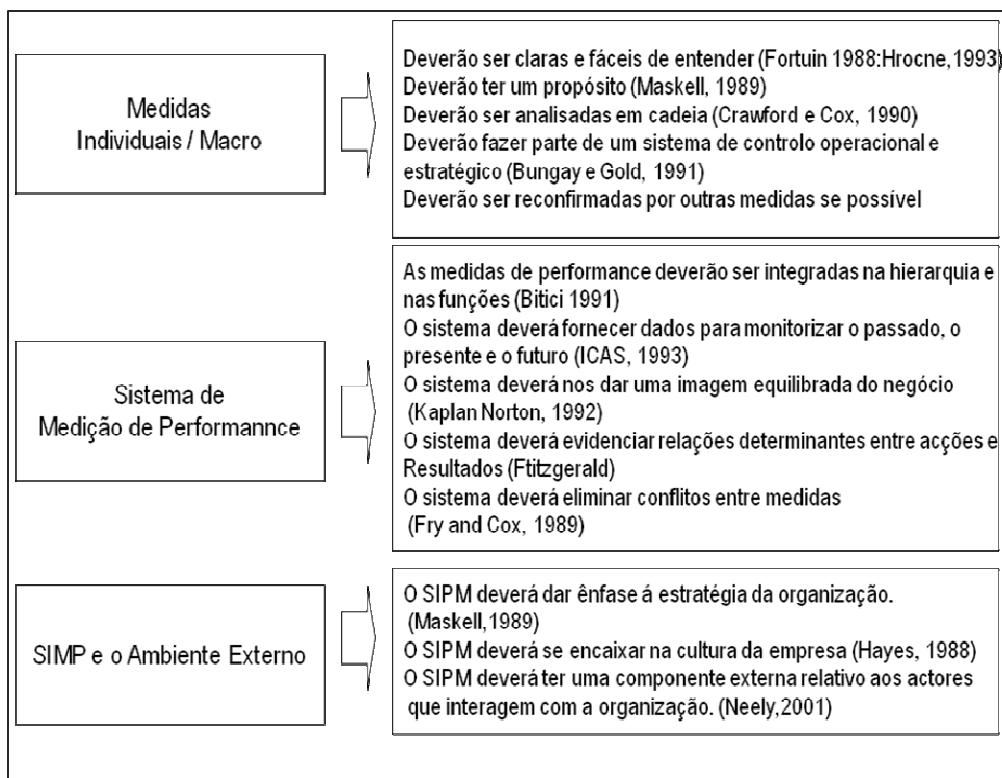 Medidas
Individuais / Macro
Deverão ser claras e fáceis de entender (Fortuin 1988:Hrocne,1993)
Deverão ter um propósito (Maskell, 1989)
Deverão ser analisadas em cadeia (Crawford e Cox, 1990)
Deverão fazer parte de um sistema de controlo operacional e
estratégico (Bungay e Gold, 1991)
Deverão ser reconfirmadas por outras medidas se possível
Sistema de
Medição de Performannce
As medidas de performance deverão ser integradas na hierarquia e
nas funções (Bitici 1991)
O sistema deverá fornecer dados para monitorizar o passado, o
presente e o futuro (ICAS, 1993)
O sistema deverá nos dar uma imagem equilibrada do negócio
(Kaplan Norton, 1992)
O sistema deverá evidenciar relações determinantes entre acções e
Resultados (Ftitzgerald)
O sistema deverá eliminar conflitos entre medidas
(Fry and Cox, 1989)
SIMP e o Ambiente Externo
O SIPM deverá dar ênfase á estratégia da organização.
(Maskell,1989)
O SIPM deverá se encaixar na cultura da empresa (Hayes, 1988)
O SIPM deverá ter uma componente externa relativo aos actores
que interagem com a organização. (Neely,2001)